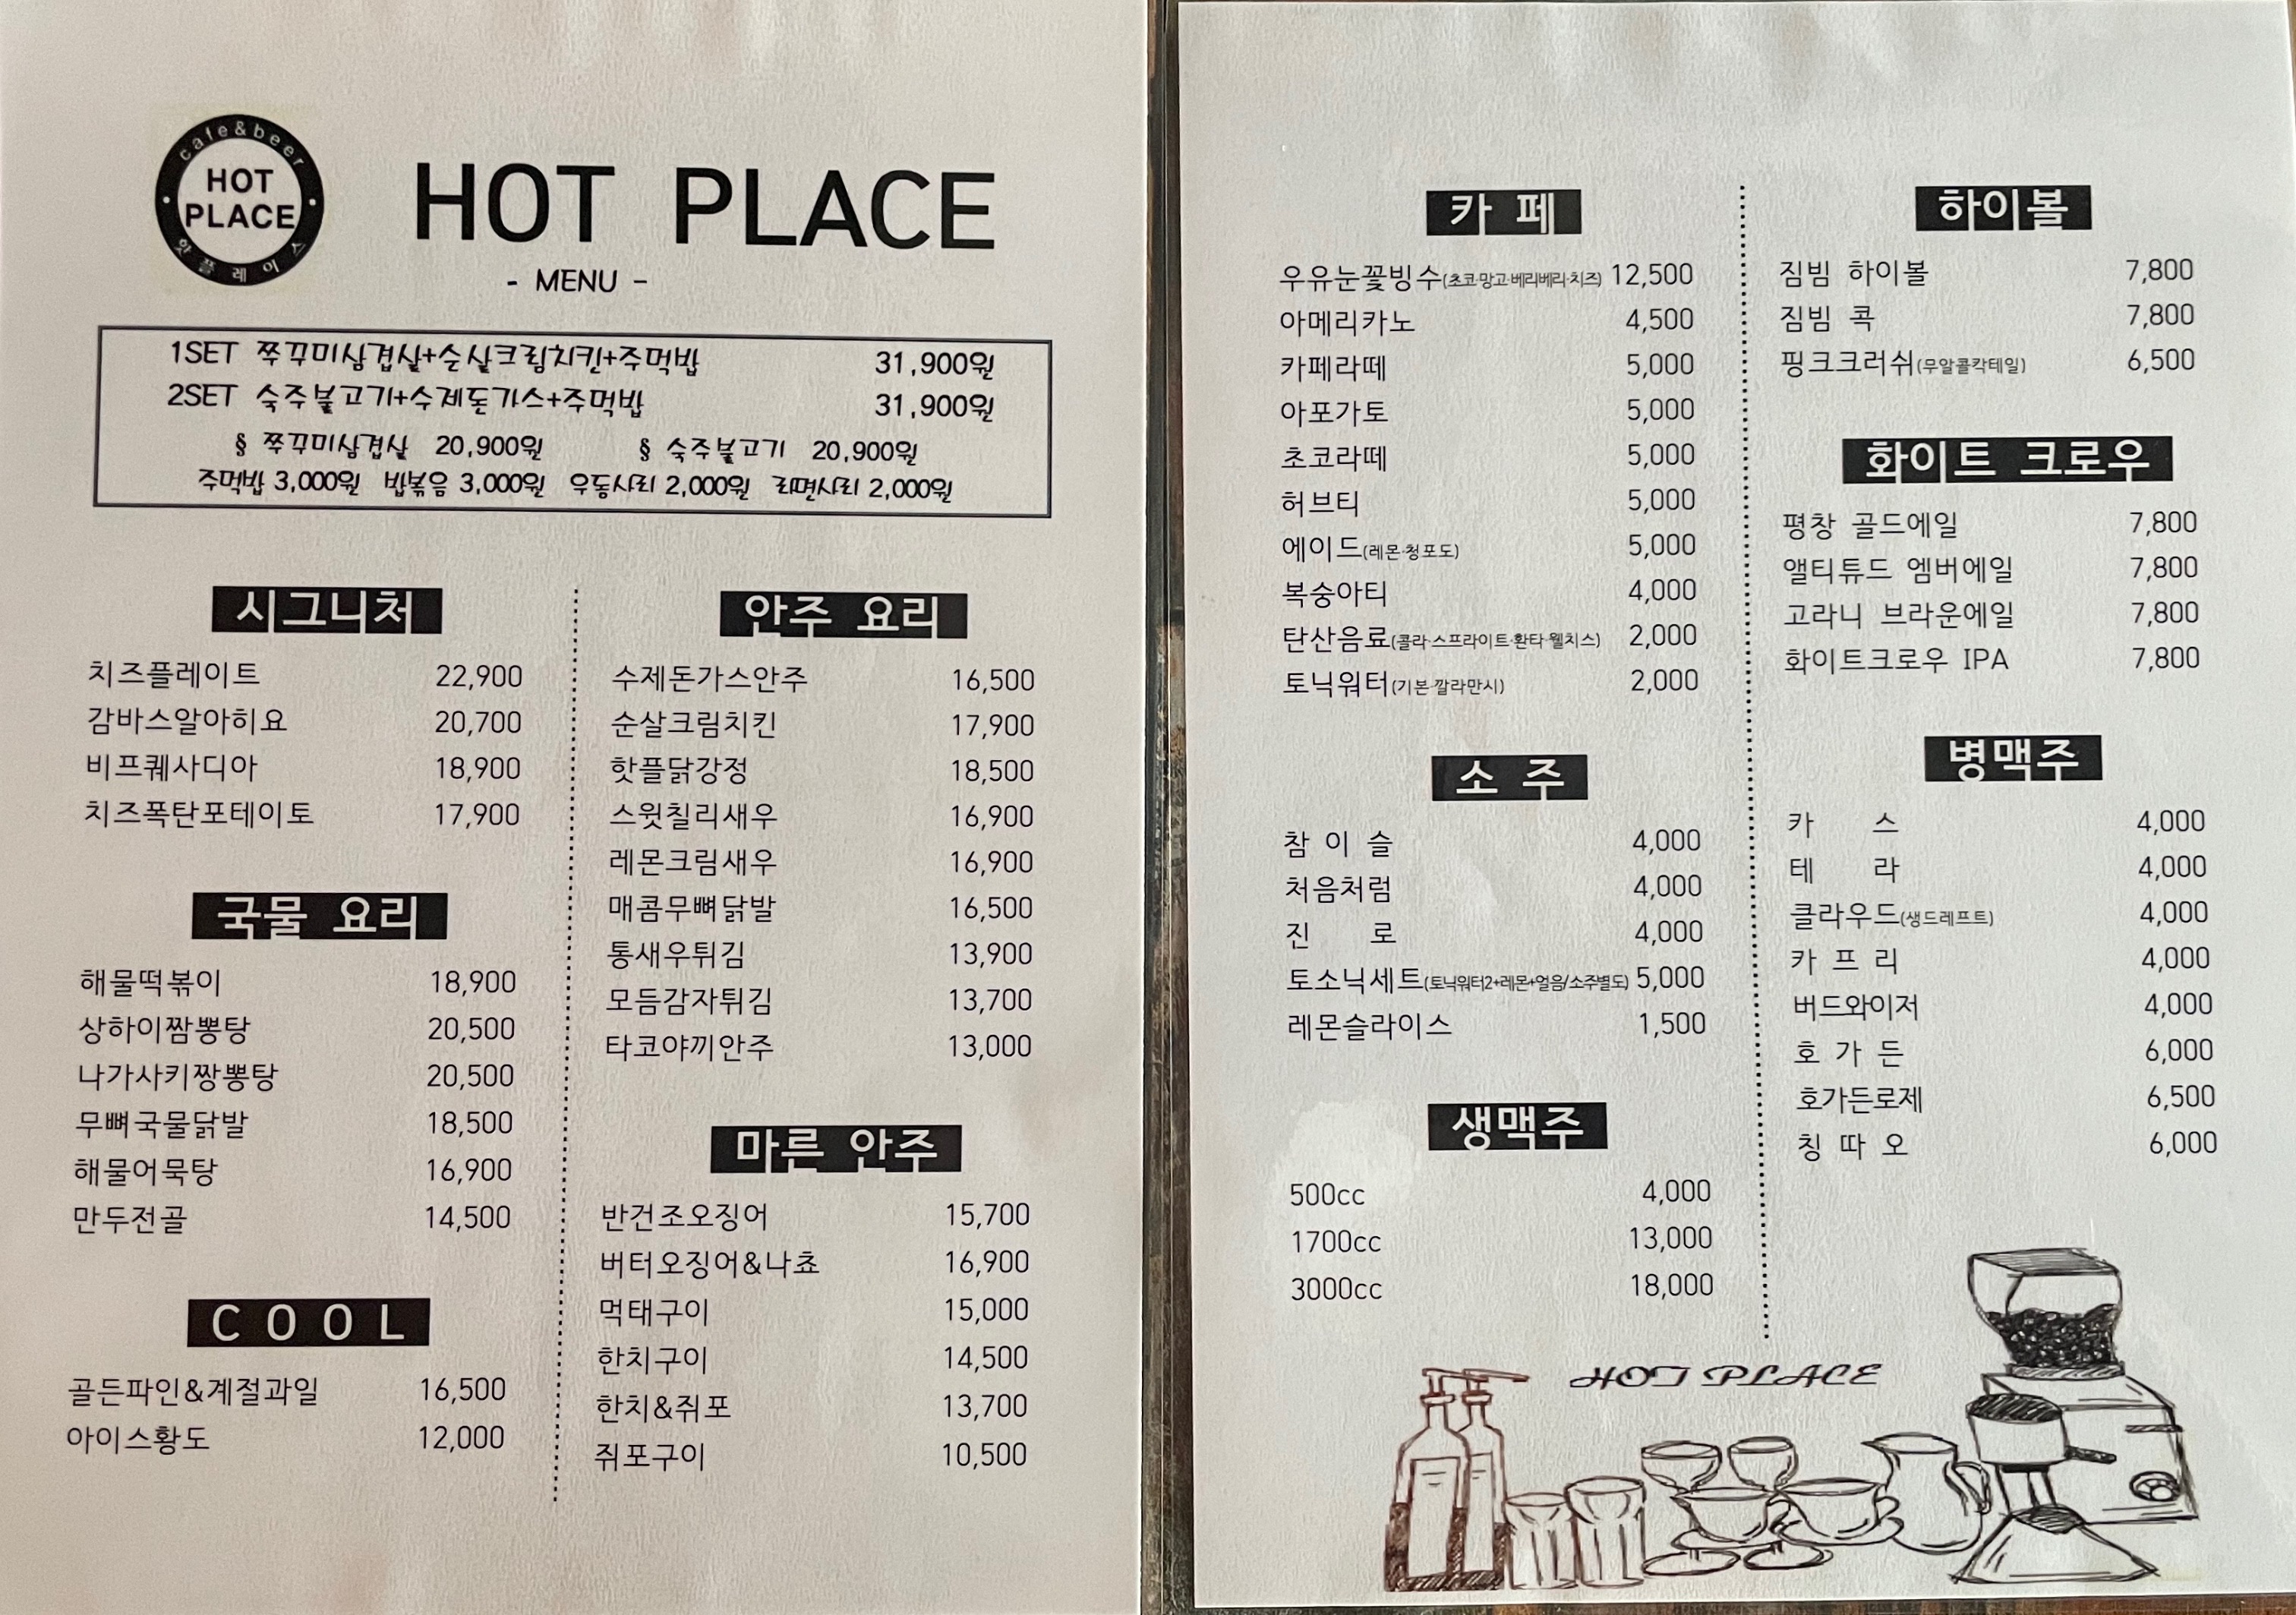 cafe&beer
HOT
PLACE
핫플레이스
HOT PLACE
- MENU -
1SET 쭈꾸미삼겹살+순살크림치킨+주먹밥 31,900원
2SET 숙주불고기+수제돈가스+주먹밥 31,900원
§ 쭈꾸미삼겹살 20,900원 § 숙주불고기 20,900원
주먹밥 3,000원 밥볶음 3,000원 우동사리 2,000원 라면사리 2,000원
시그니처
치즈플레이트 22,900
감바스알아히요 20,700
비프퀘사디아 18,900
치즈폭탄포테이토 17,900
국물 요리
해물떡볶이 18,900
상하이짬뽕탕 20,500
나가사키짱뽕탕 20,500
무뼈국물닭발 18,500
해물어묵탕 16,900
만두전골 14,500
COOL
골든파인&계절과일 16,500
아이스황도 12,000
안주 요리
수제돈가스안주 16,500
순살크림치킨 17,900
핫플닭강정 18,500
스윗칠리새우 16,900
레몬크림새우 16,900
매콤무뼈닭발 16,500
통새우튀김 13,900
모듬감자튀김 13,700
타코야끼안주 13,000
마른 안주
반건조오징어 15,700
버터오징어&나쵸 16,900
먹태구이 15,000
한치구이 14,500
한치&쥐포 13,700
쥐포구이 10,500
카 페
우유눈꽃빙수(초코·망고·베리베리·치즈) 12,500
아메리카노 4,500
카페라떼 5,000
아포가토 5,000
초코라떼 5,000
허브티 5,000
에이드(레몬·청포도) 5,000
복숭아티 4,000
탄산음료(콜라·스프라이트·환타·웰치스) 2,000
토닉워터(기본·깔라만시) 2,000
소 주
참 이 슬 4,000
처음처럼 4,000
진 로 4,000
토소닉세트(토닉워터2+레몬+얼음/소주별도) 5,000
레몬슬라이스 1,500
생맥주
500cc 4,000
1700cc 13,000
3000cc 18,000
하이볼
짐빔 하이볼 7,800
짐빔 콕 7,800
핑크크러쉬(무알콜칵테일) 6,500
화이트 크로우
평창 골드에일 7,800
앨티튜드 엠버에일 7,800
고라니 브라운에일 7,800
화이트크로우 IPA 7,800
병맥주
카 스 4,000
테 라 4,000
클라우드(생드레프트) 4,000
카 프 리 4,000
버드와이저 4,000
호 가 든 6,000
호가든로제 6,500
칭 따 오 6,000
HOT PLACE